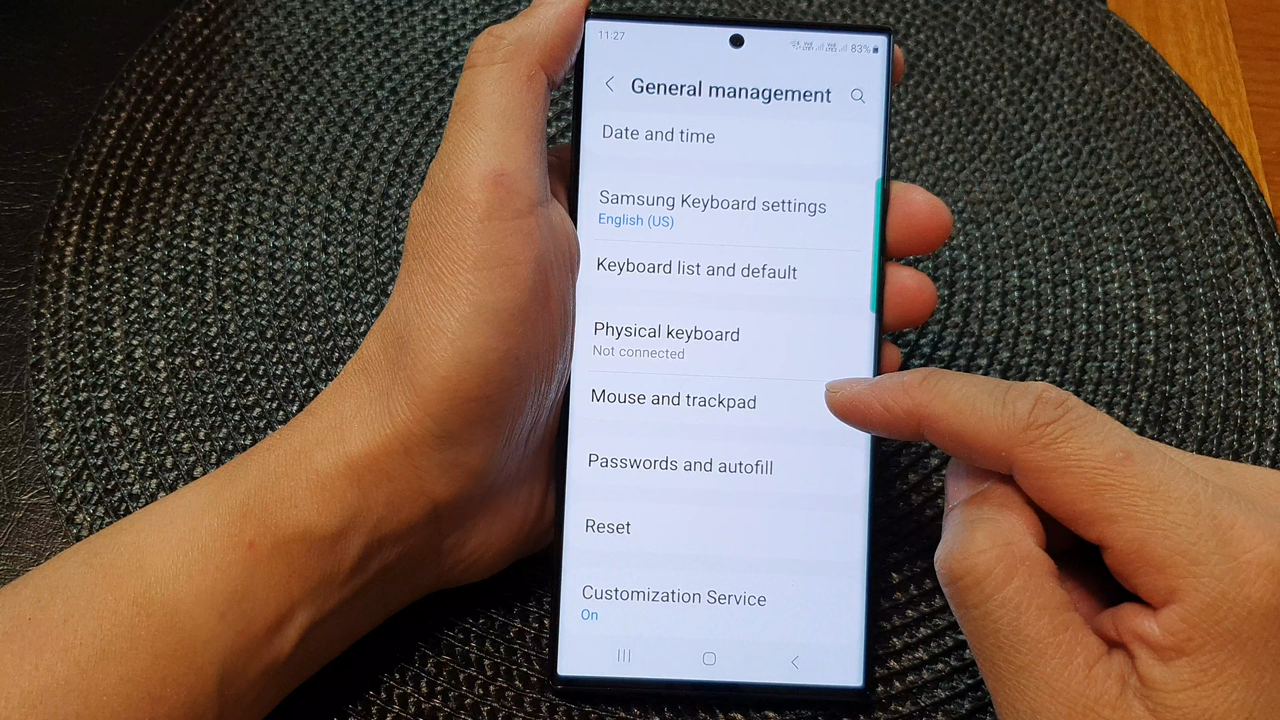 11:27
83%
General management
Date and time
Samsung Keyboard settings
English (US)
Keyboard list and default
Physical keyboard
Not connected
Mouse and trackpad
Passwords and autofill
Reset
Customization Service
On